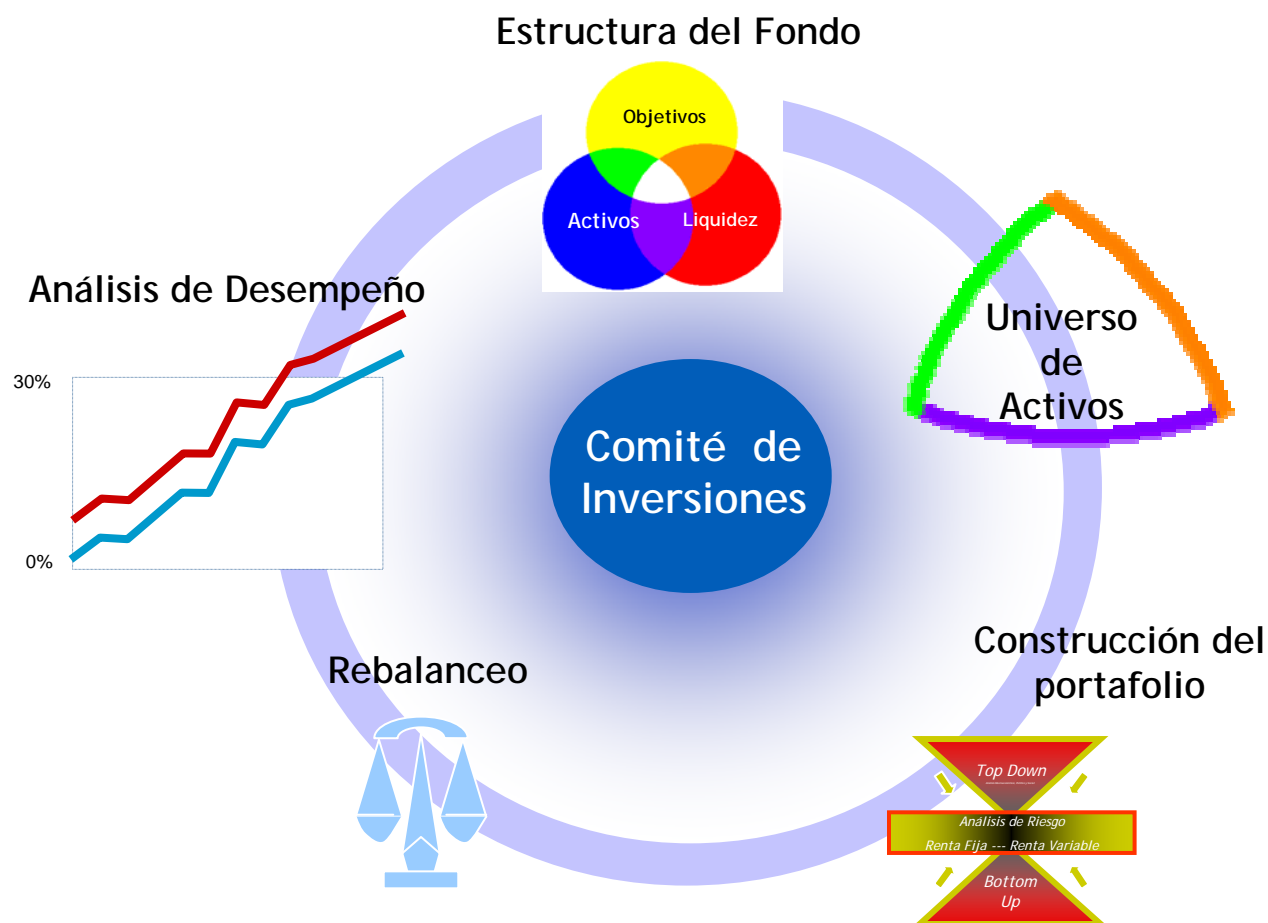 Estructura del Fondo
Objetivos
Activos
Liquidez
Universo
de
Activos
Análisis de Desempeño
30%
0%
Comité de
Inversiones
Construcción del
portafolio
Top Down
Análisis de Riesgo
Renta Fija --- Renta Variable
Bottom
Up
Rebalanceo